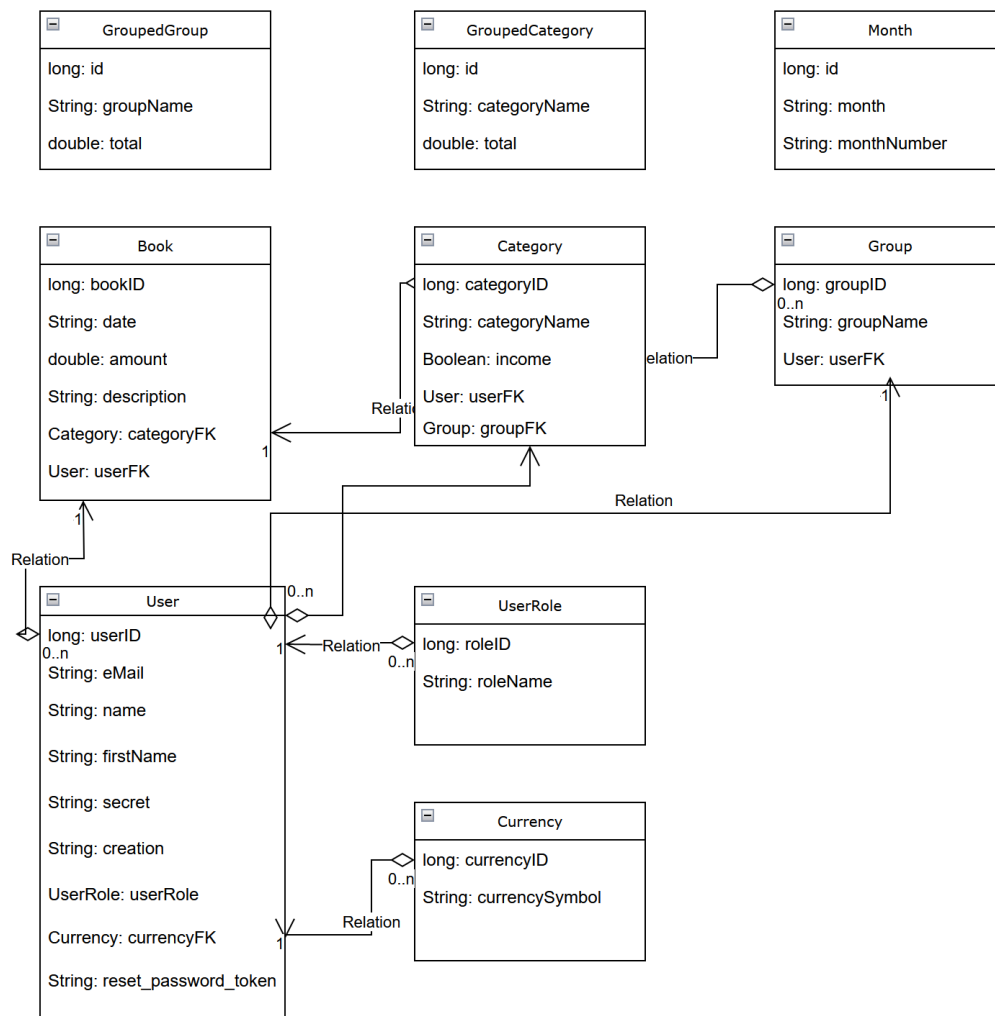 GroupedGroup
long: id
String: groupName
double: total
GroupedCategory
long: id
String: categoryName
double: total
Month
long: id
String: month
String: monthNumber
Book
long: bookID
String: date
double: amount
String: description
Category: categoryFK
User: userFK
Category
long: categoryID
String: categoryName
Boolean: income
User: userFK
Group: groupFK
Group
long: groupID
0..n
String: groupName
User: userFK
elation
1
Relati
1
Relation
1
Relation
0..n
User
long: userID
0..n
String: eMail
String: name
String: firstName
String: secret
String: creation
UserRole: userRole
Currency: currencyFK
String: reset_password_token
1
Relation
0..n
UserRole
long: roleID
String: roleName
Currency
long: currencyID
0..n
String: currencySymbol
Relation
1